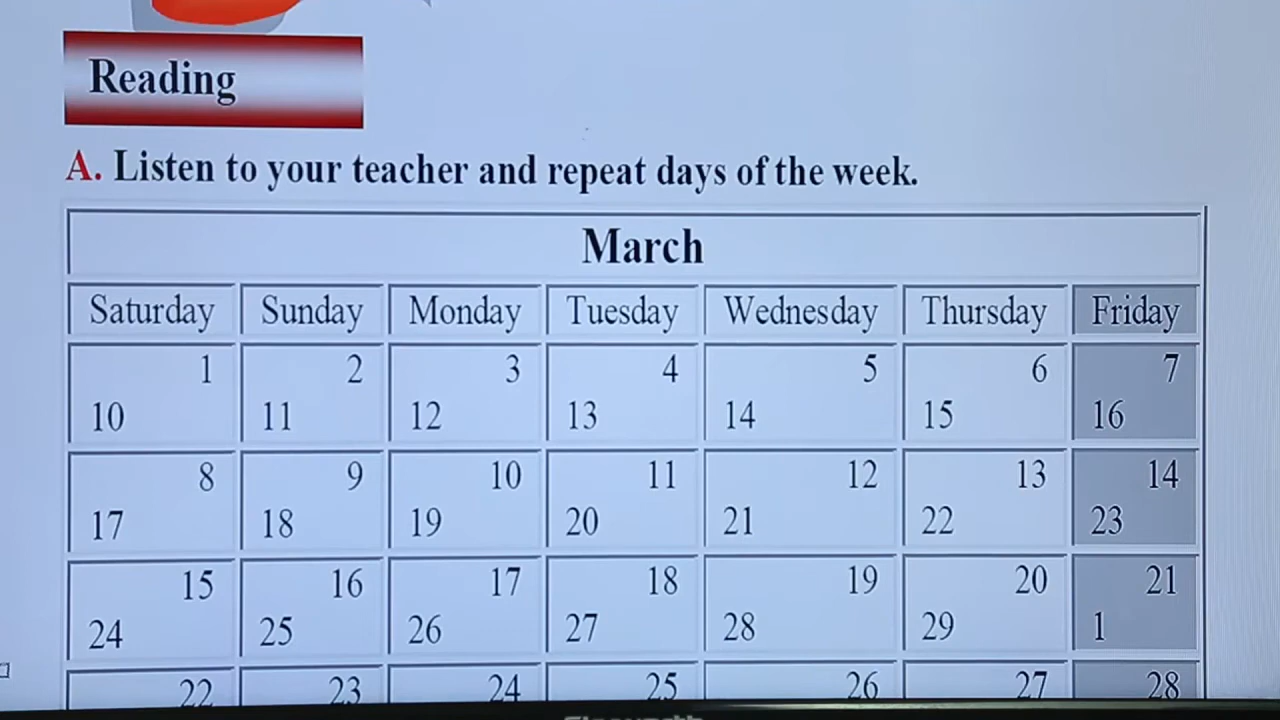 Reading
A. Listen to your teacher and repeat days of the week.
March
Saturday Sunday Monday Tuesday Wednesday Thursday Friday
1 2 3 4 5 6 7
10 11 12 13 14 15 16
8 9 10 11 12 13 14
17 18 19 20 21 22 23
15 16 17 18 19 20 21
24 25 26 27 28 29 1
22 23 24 25 26 27 28